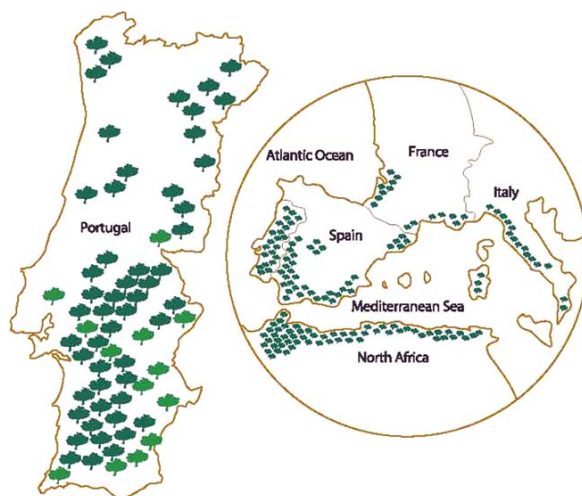 Portugal
Atlantic Ocean
France
Italy
Spain
Mediterranean Sea
North Africa